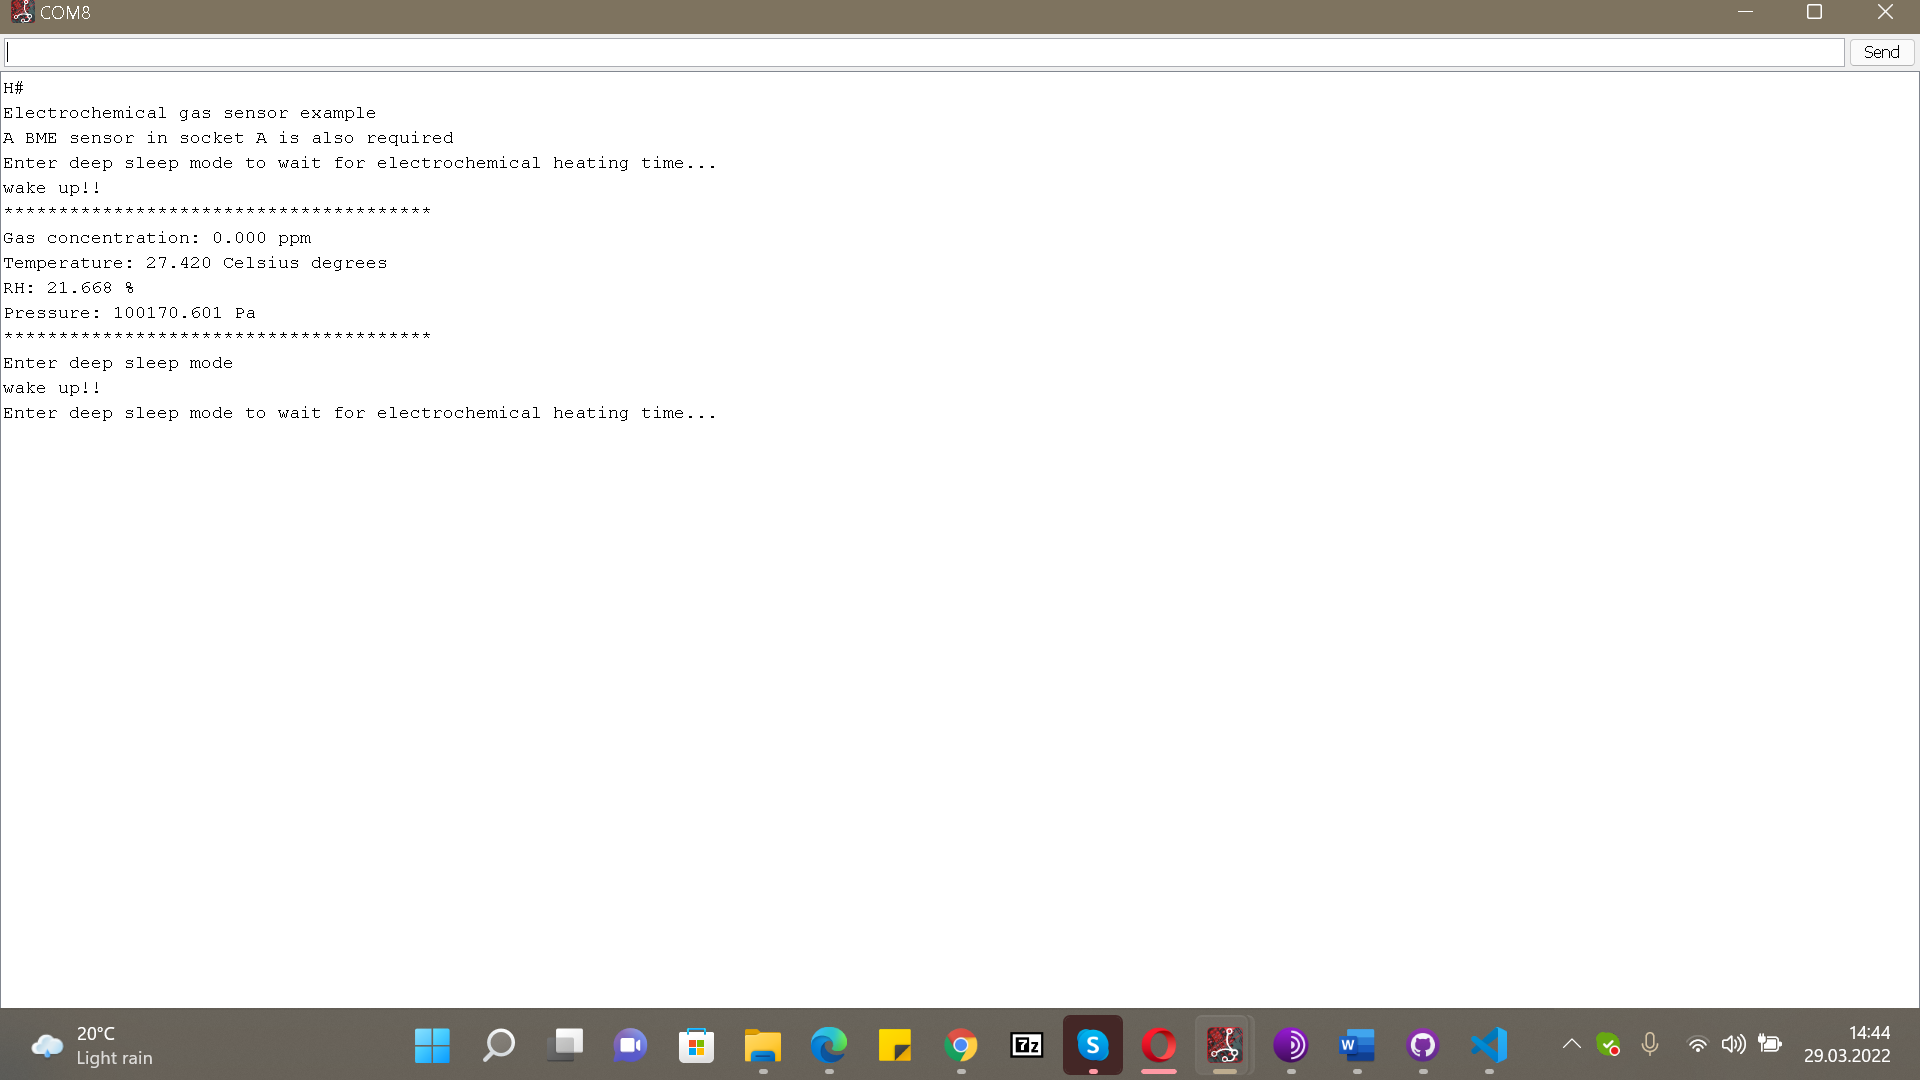 COM8
Send
H#
Electrochemical gas sensor example
A BME sensor in socket A is also required
Enter deep sleep mode to wait for electrochemical heating time...
wake up!!
***************************************
Gas concentration: 0.000 ppm
Temperature: 27.420 Celsius degrees
RH: 21.668 %
Pressure: 100170.601 Pa
***************************************
Enter deep sleep mode
wake up!!
Enter deep sleep mode to wait for electrochemical heating time...
20°C
Light rain
7z
S
W
14:44
29.03.2022